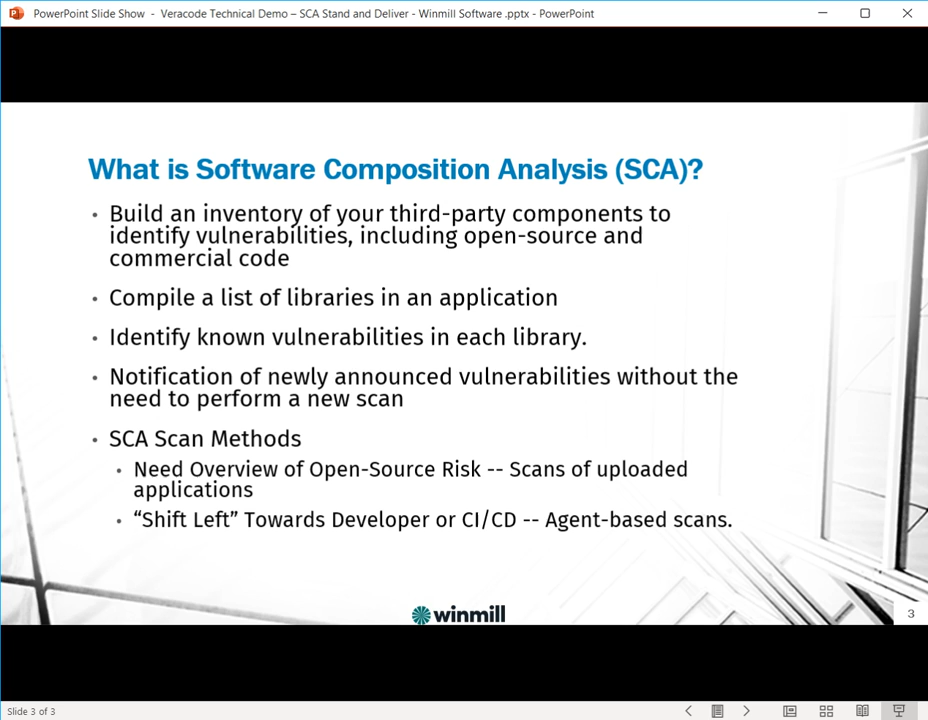 PowerPoint Slide Show  -  Veracode Technical Demo – SCA Stand and Deliver - Winmill Software .pptx - PowerPoint
What is Software Composition Analysis (SCA)?
• Build an inventory of your third-party components to
identify vulnerabilities, including open-source and
commercial code
• Compile a list of libraries in an application
• Identify known vulnerabilities in each library.
• Notification of newly announced vulnerabilities without the
need to perform a new scan
• SCA Scan Methods
• Need Overview of Open-Source Risk -- Scans of uploaded
applications
• “Shift Left” Towards Developer or CI/CD -- Agent-based scans.
winmill
3
Slide 3 of 3